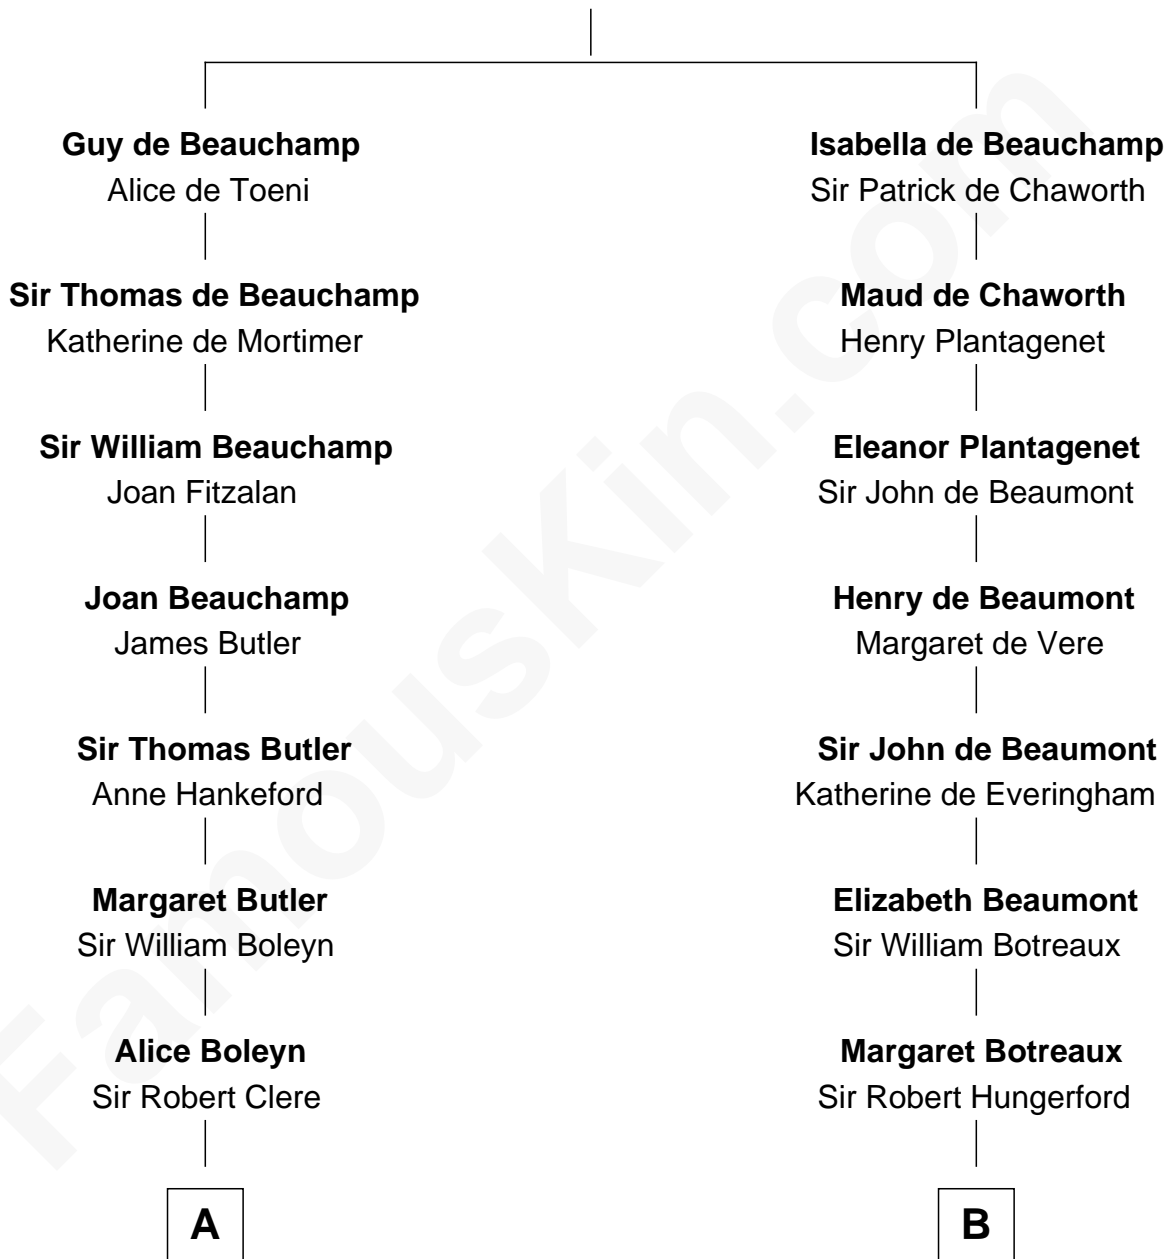 Guy de Beauchamp
Alice de Toeni
Sir Thomas de Beauchamp
Katherine de Mortimer
Sir William Beauchamp
Joan Fitzalan
Joan Beauchamp
James Butler
Sir Thomas Butler
Anne Hankeford
Margaret Butler
Sir William Boleyn
Alice Boleyn
Sir Robert Clere
A
Isabella de Beauchamp
Sir Patrick de Chaworth
Maud de Chaworth
Henry Plantagenet
Eleanor Plantagenet
Sir John de Beaumont
Henry de Beaumont
Margaret de Vere
Sir John de Beaumont
Katherine de Everingham
Elizabeth Beaumont
Sir William Botreaux
Margaret Botreaux
Sir Robert Hungerford
B
FamousKin.com